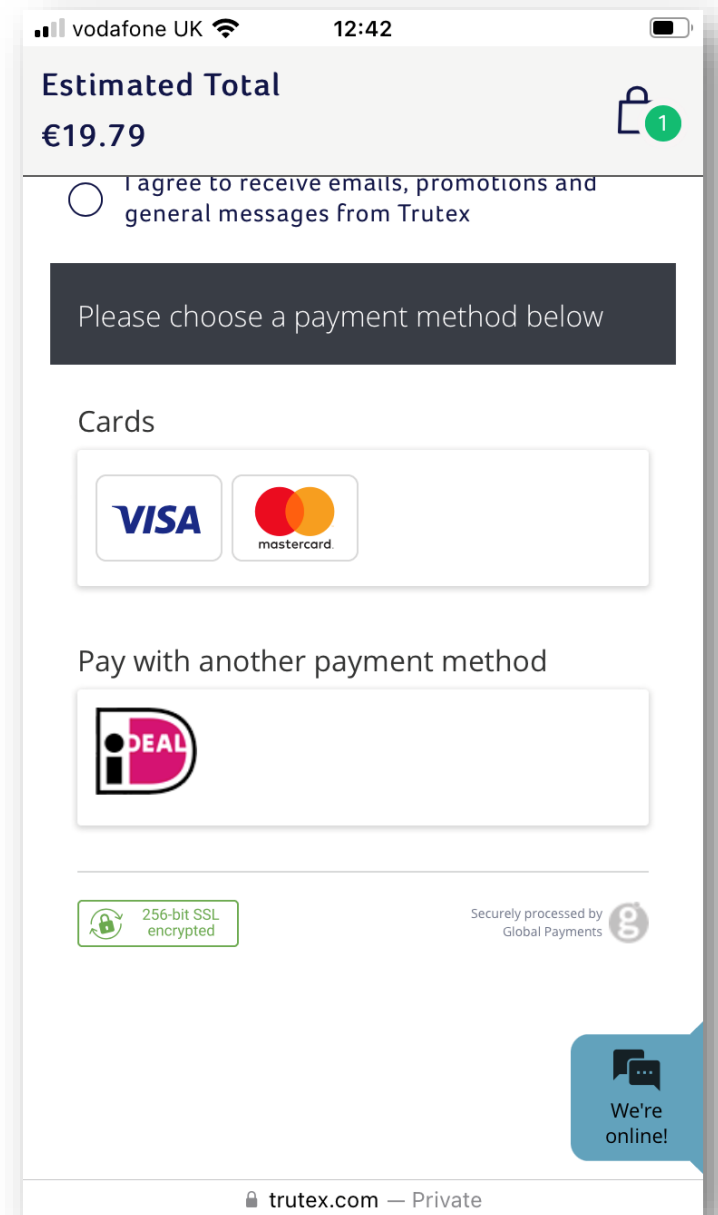 vodafone UK 12:42
Estimated Total
€19.79
1
I agree to receive emails, promotions and
general messages from Trutex
Please choose a payment method below
Cards
VISA
mastercard.
Pay with another payment method
iDEAL
256-bit SSL
encrypted
Securely processed by
Global Payments
g
We're
online!
trutex.com — Private